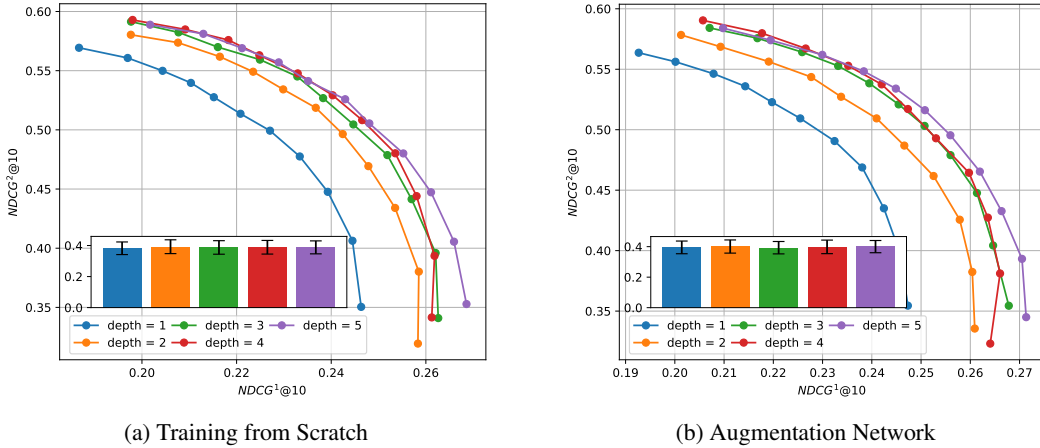 0.60
0.55
0.50
0.45
0.40
0.35
NDCG²@10
0.4
0.2
0.0
depth = 1
depth = 2
depth = 3
depth = 4
depth = 5
0.20
0.22
0.24
0.26
NDCG¹@10
(a) Training from Scratch
0.60
0.55
0.50
0.45
0.40
0.35
NDCG²@10
0.4
0.2
0.0
depth = 1
depth = 2
depth = 3
depth = 4
depth = 5
0.19
0.20
0.21
0.22
0.23
0.24
0.25
0.26
0.27
NDCG¹@10
(b) Augmentation Network